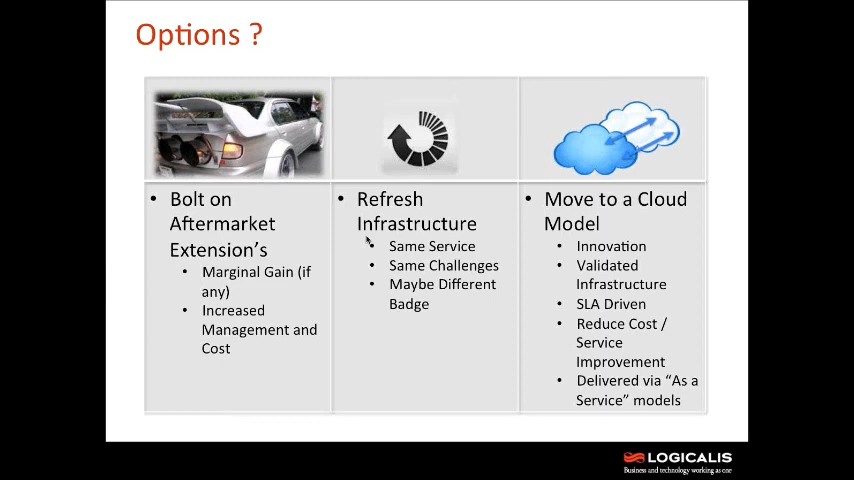 Options ?
• Bolt on
Aftermarket
Extension’s
• Marginal Gain (if
any)
• Increased
Management and
Cost
• Refresh
Infrastructure
• Same Service
• Same Challenges
• Maybe Different
Badge
• Move to a Cloud
Model
• Innovation
• Validated
Infrastructure
• SLA Driven
• Reduce Cost /
Service
Improvement
• Delivered via “As a
Service” models
LOGICALIS
Business and technology working as one